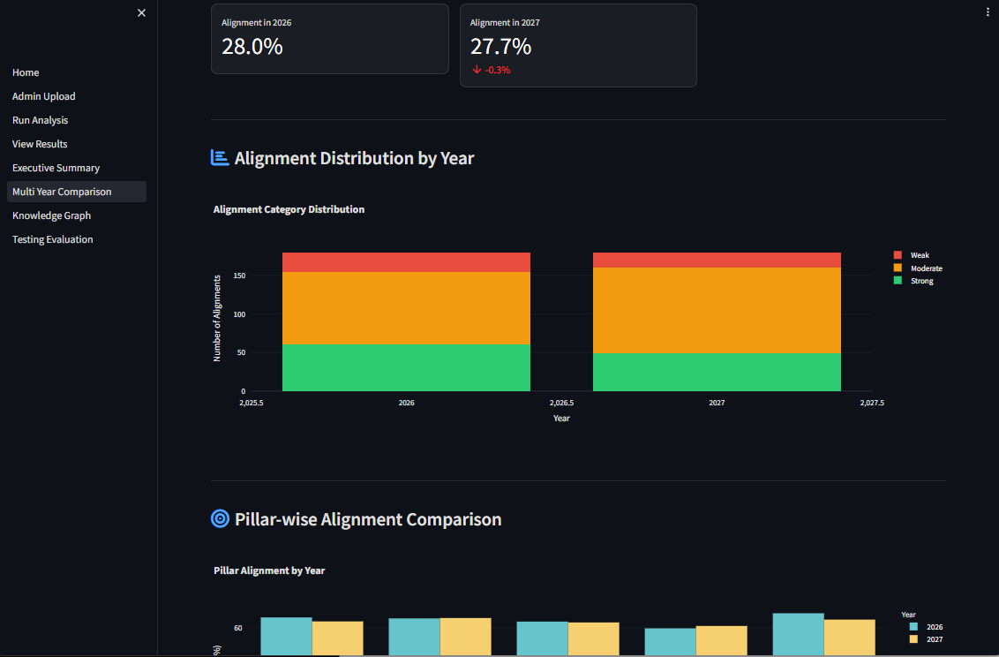 Home
Admin Upload
Run Analysis
View Results
Executive Summary
Multi Year Comparison
Knowledge Graph
Testing Evaluation
Alignment in 2026
28.0%
Alignment in 2027
27.7%
-0.3%
Alignment Distribution by Year
Alignment Category Distribution
Number of Alignments
150
100
50
0
2,025.5
2026
2,026.5
2027
2,027.5
Year
Weak
Moderate
Strong
Pillar-wise Alignment Comparison
Pillar Alignment by Year
60
%)
Year
2026
2027